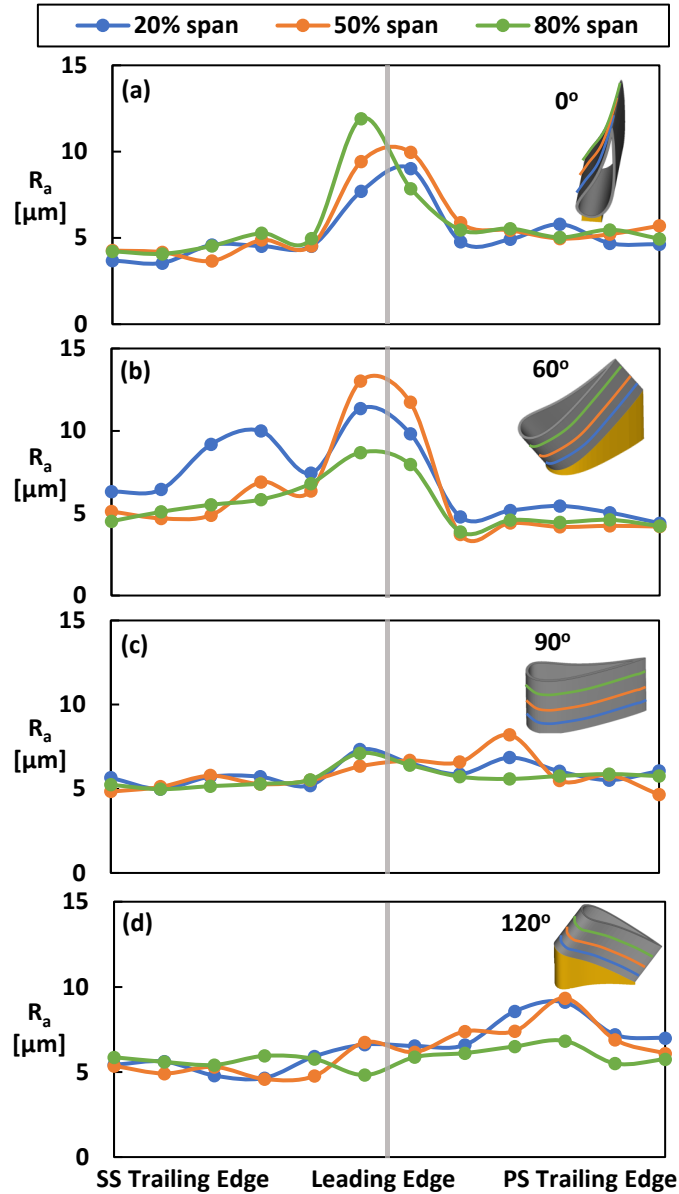 20% span 50% span 80% span
15
(a)
0°
10
Rₐ
[µm]
5
0
15
(b)
60°
10
Rₐ
[µm]
5
0
15
(c)
90°
10
Rₐ
[µm]
5
0
15
(d)
120°
10
Rₐ
[µm]
5
0
SS Trailing Edge Leading Edge PS Trailing Edge